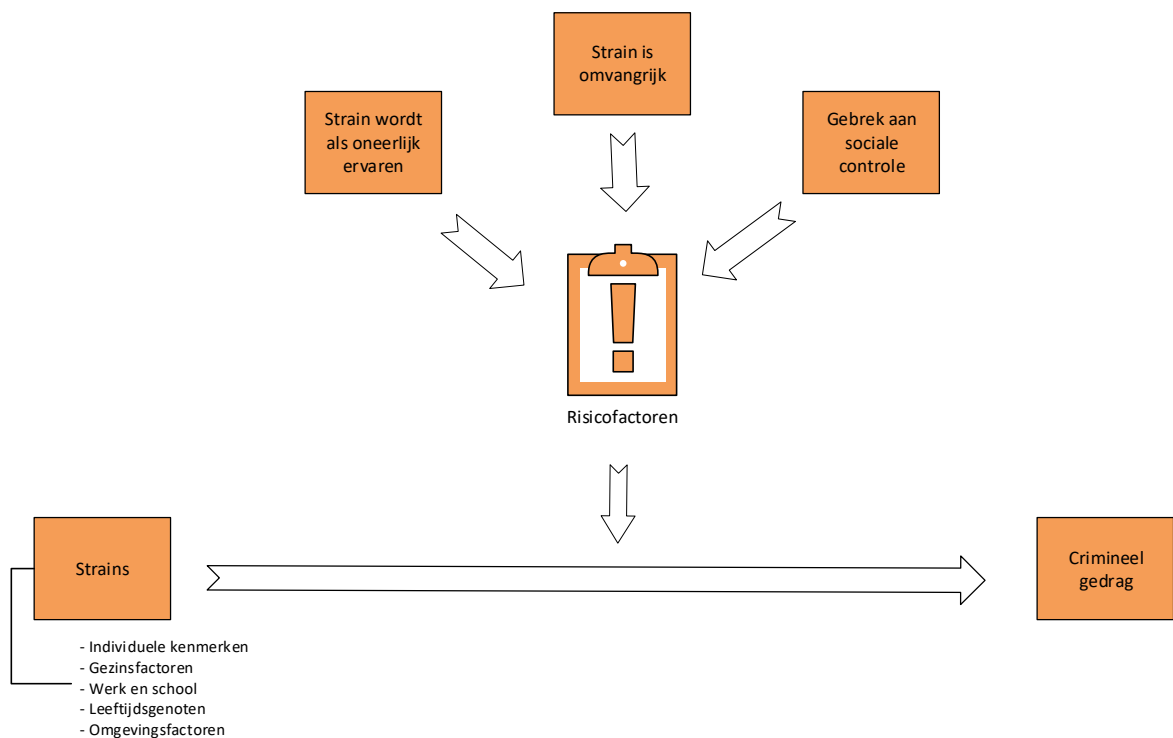 Strain is
omvangrijk
Strain wordt
als oneerlijk
ervaren
Gebrek aan
sociale
controle
Risicofactoren
Strains
Crimineel
gedrag
- Individuele kenmerken
- Gezinsfactoren
- Werk en school
- Leeftijdsgenoten
- Omgevingsfactoren